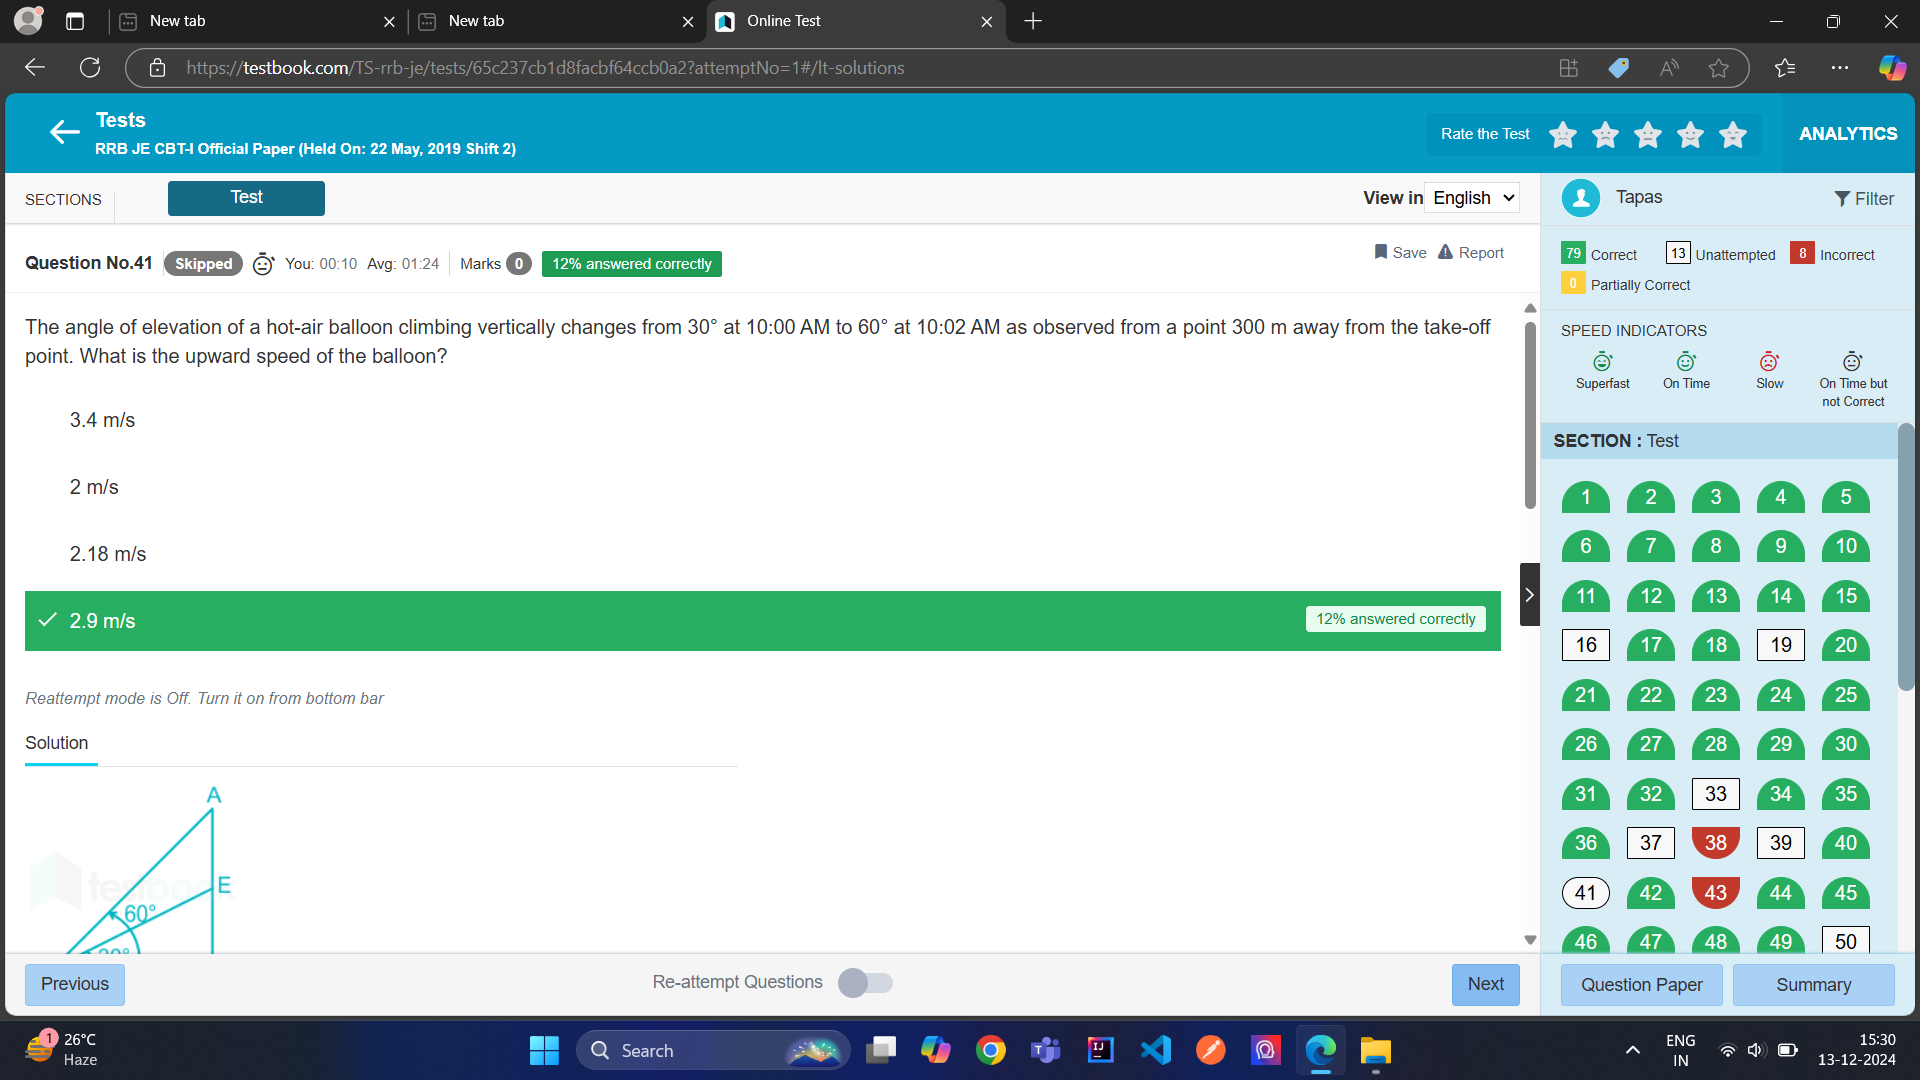 New tab
New tab
Online Test
https://testbook.com/TS-rrb-je/tests/65c237cb1d8facbf64ccb0a2?attemptNo=1#/lt-solutions
Tests
RRB JE CBT-I Official Paper (Held On: 22 May, 2019 Shift 2)
Rate the Test
ANALYTICS
SECTIONS
Test
View in English
Tapas
Filter
Question No.41 Skipped You: 00:10 Avg: 01:24 Marks 0 12% answered correctly
Save Report
79 Correct 13 Unattempted 8 Incorrect
0 Partially Correct
The angle of elevation of a hot-air balloon climbing vertically changes from 30° at 10:00 AM to 60° at 10:02 AM as observed from a point 300 m away from the take-off
point. What is the upward speed of the balloon?
3.4 m/s
2 m/s
2.18 m/s
2.9 m/s 12% answered correctly
Reattempt mode is Off. Turn it on from bottom bar
Solution
A
E
60°
30°
testbook
SPEED INDICATORS
Superfast On Time Slow On Time but
not Correct
SECTION : Test
1 2 3 4 5
6 7 8 9 10
11 12 13 14 15
16 17 18 19 20
21 22 23 24 25
26 27 28 29 30
31 32 33 34 35
36 37 38 39 40
41 42 43 44 45
46 47 48 49 50
Previous
Re-attempt Questions
Next
Question Paper
Summary
1
26°C
Haze
Search
ENG
IN
15:30
13-12-2024